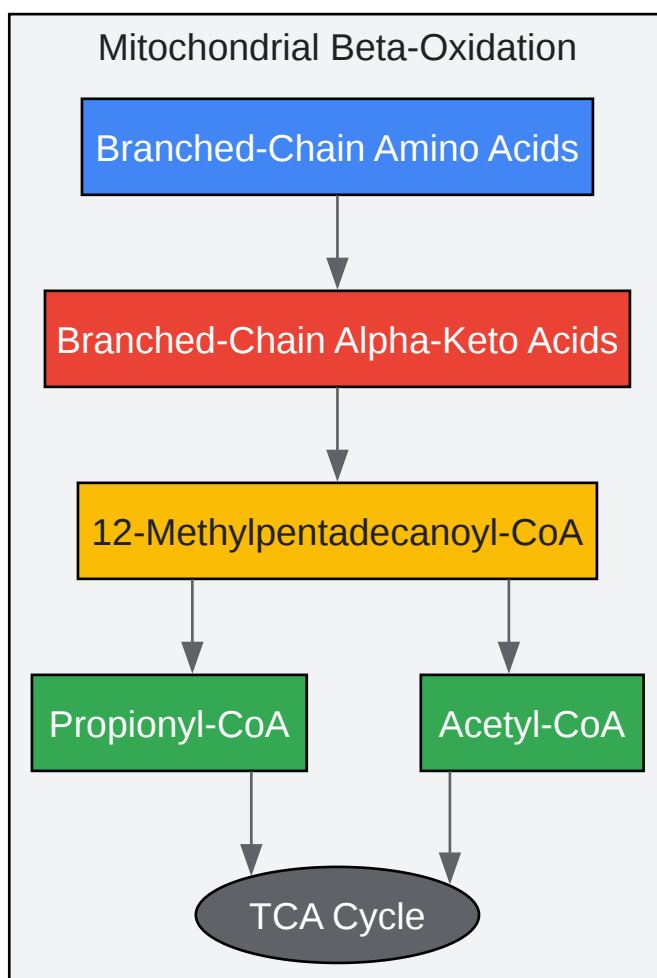 Mitochondrial Beta-Oxidation
Branched-Chain Amino Acids
Branched-Chain Alpha-Keto Acids
12-Methylpentadecanoyl-CoA
Propionyl-CoA
Acetyl-CoA
TCA Cycle